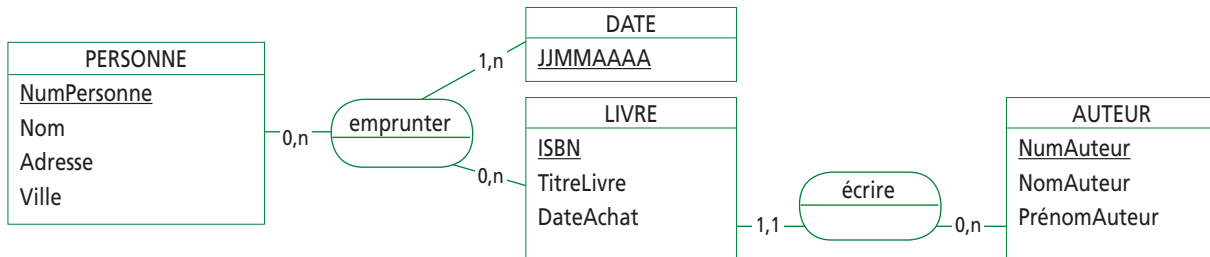 PERSONNE
NumPersonne
Nom
Adresse
Ville
0,n
emprunter
1,n
0,n
DATE
JJMMAAAA
LIVRE
ISBN
TitreLivre
DateAchat
1,1
écrire
0,n
AUTEUR
NumAuteur
NomAuteur
PrénomAuteur